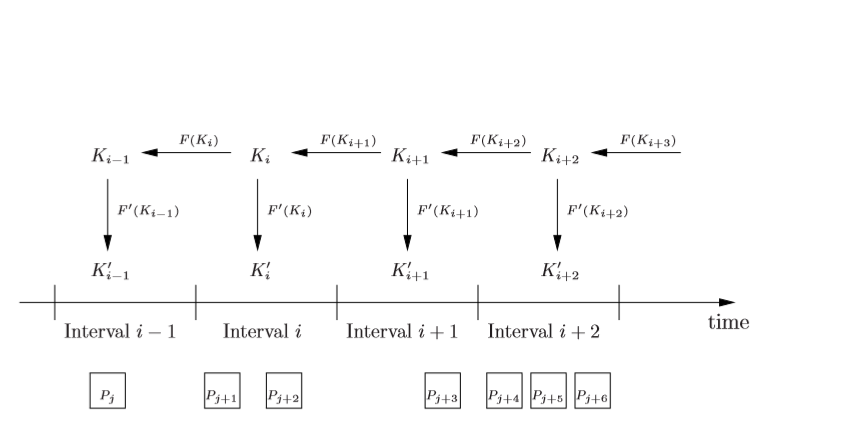 F(K_i) F(K_{i+1}) F(K_{i+2}) F(K_{i+3})
K_{i−1} K_i K_{i+1} K_{i+2}
F′(K_{i−1}) F′(K_i) F′(K_{i+1}) F′(K_{i+2})
K′_{i−1} K′_i K′_{i+1} K′_{i+2}
time
Interval i − 1 Interval i Interval i + 1 Interval i + 2
P_j P_{j+1} P_{j+2} P_{j+3} P_{j+4} P_{j+5} P_{j+6}